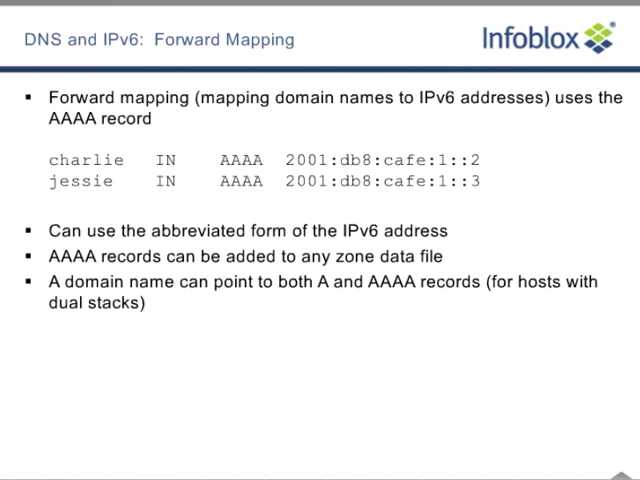 DNS and IPv6: Forward Mapping
Infoblox
▪ Forward mapping (mapping domain names to IPv6 addresses) uses the
AAAA record
charlie IN AAAA 2001:db8:cafe:1::2
jessie IN AAAA 2001:db8:cafe:1::3
▪ Can use the abbreviated form of the IPv6 address
▪ AAAA records can be added to any zone data file
▪ A domain name can point to both A and AAAA records (for hosts with
dual stacks)